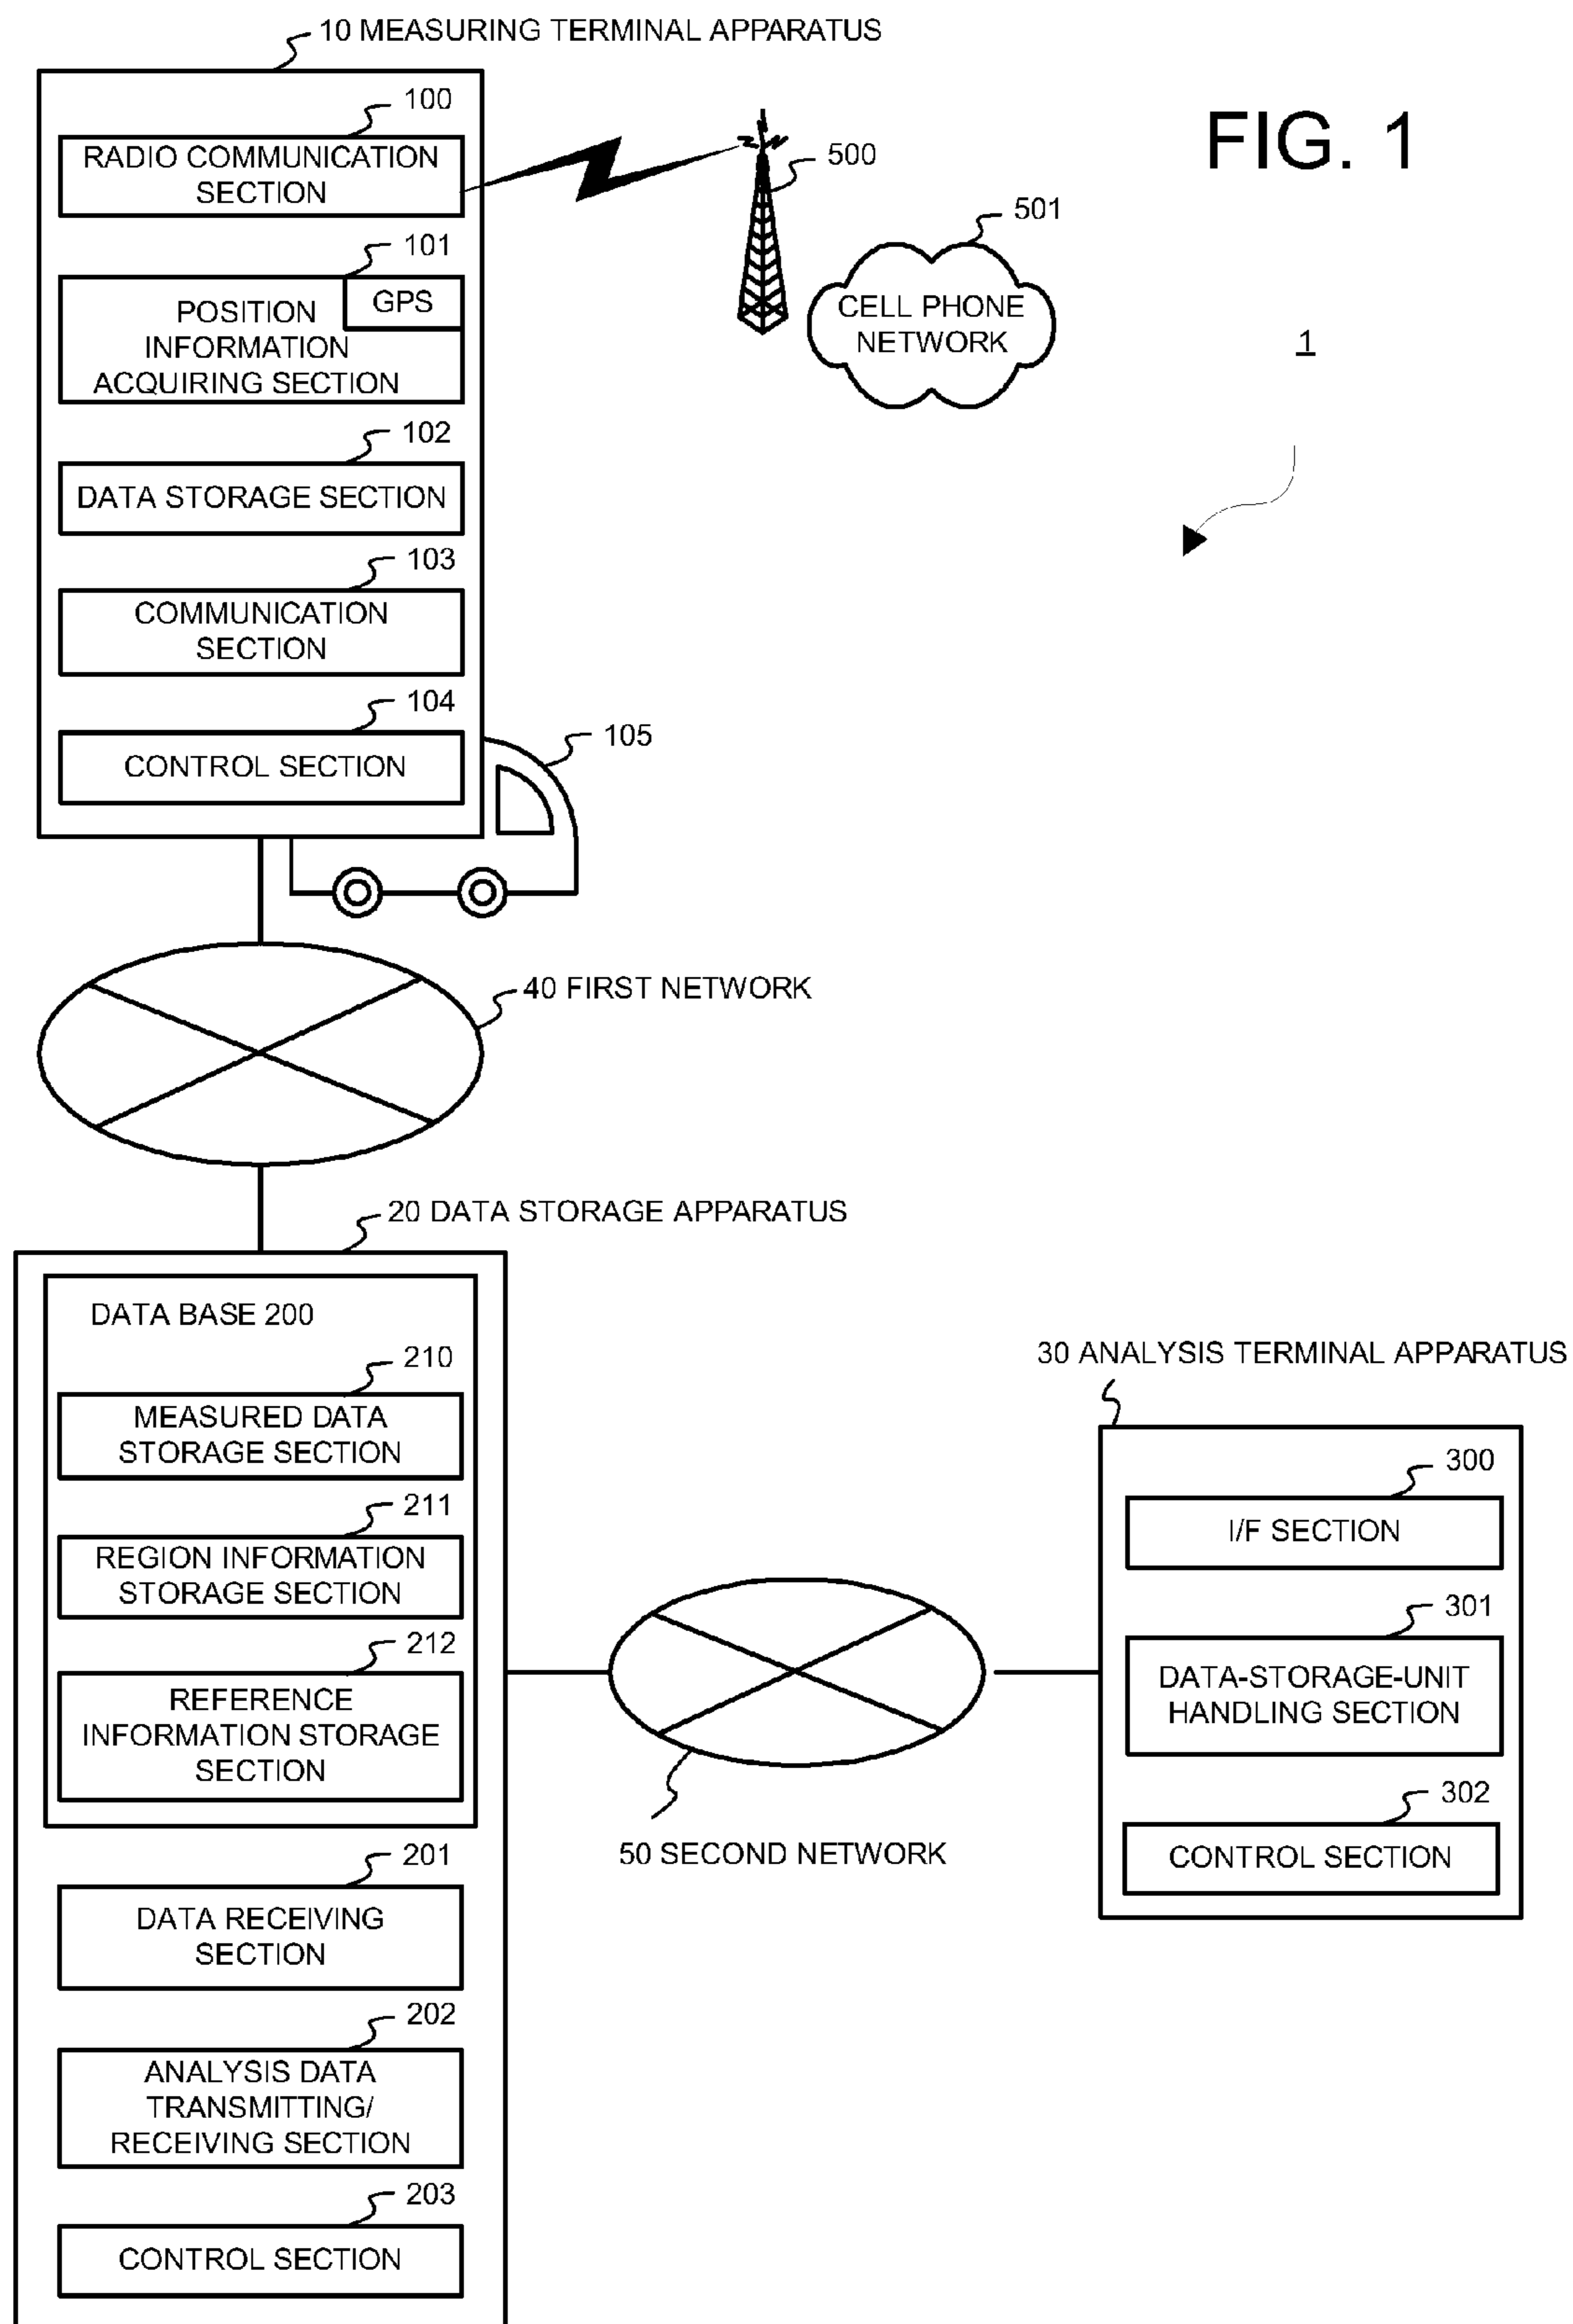 10 MEASURING TERMINAL APPARATUS
FIG. 1
100
RADIO COMMUNICATION
SECTION
500
501
CELL PHONE
NETWORK
1
101
GPS
POSITION
INFORMATION
ACQUIRING SECTION
102
DATA STORAGE SECTION
103
COMMUNICATION
SECTION
104
CONTROL SECTION
105
40 FIRST NETWORK
20 DATA STORAGE APPARATUS
DATA BASE 200
210
MEASURED DATA
STORAGE SECTION
211
REGION INFORMATION
STORAGE SECTION
212
REFERENCE
INFORMATION STORAGE
SECTION
201
DATA RECEIVING
SECTION
202
ANALYSIS DATA
TRANSMITTING/
RECEIVING SECTION
203
CONTROL SECTION
50 SECOND NETWORK
30 ANALYSIS TERMINAL APPARATUS
300
I/F SECTION
301
DATA-STORAGE-UNIT
HANDLING SECTION
302
CONTROL SECTION